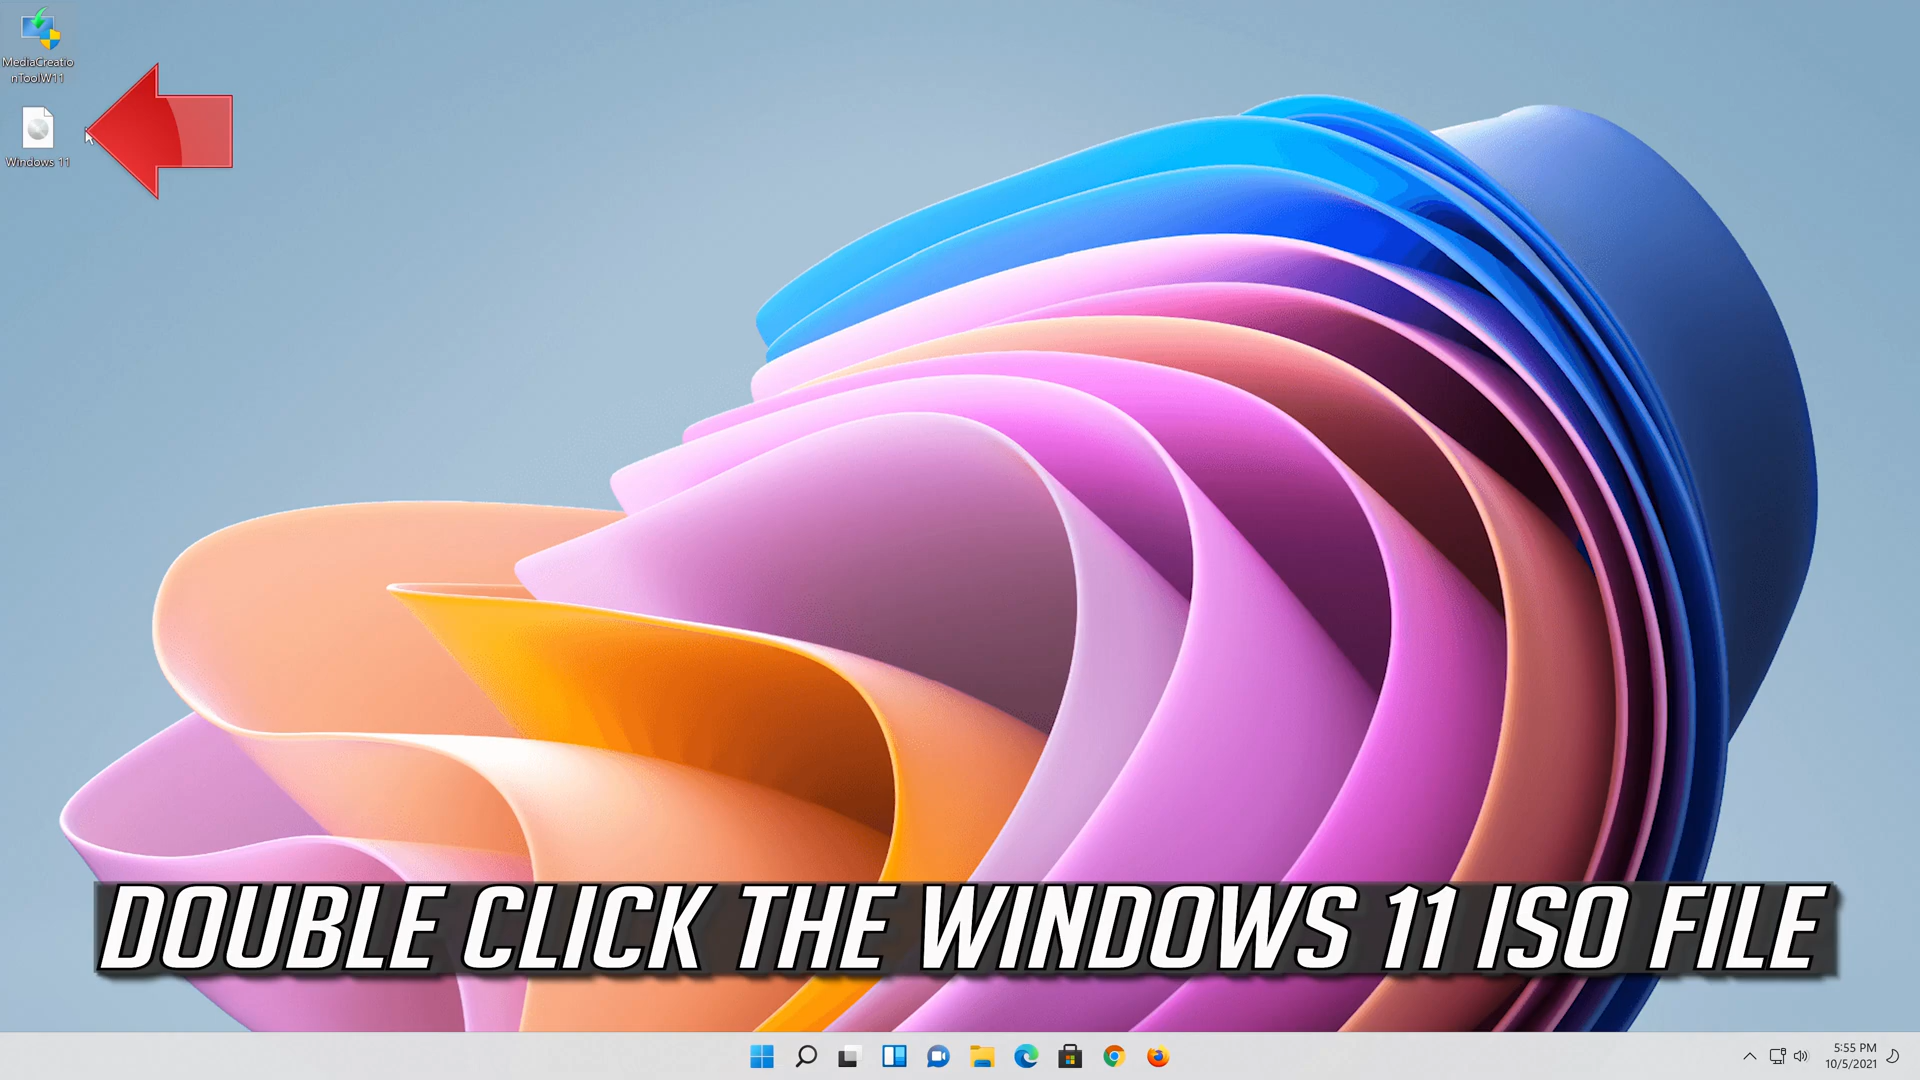 MediaCreatio
nToolW11
Windows 11
DOUBLE CLICK THE WINDOWS 11 ISO FILE
5:55 PM
10/5/2021